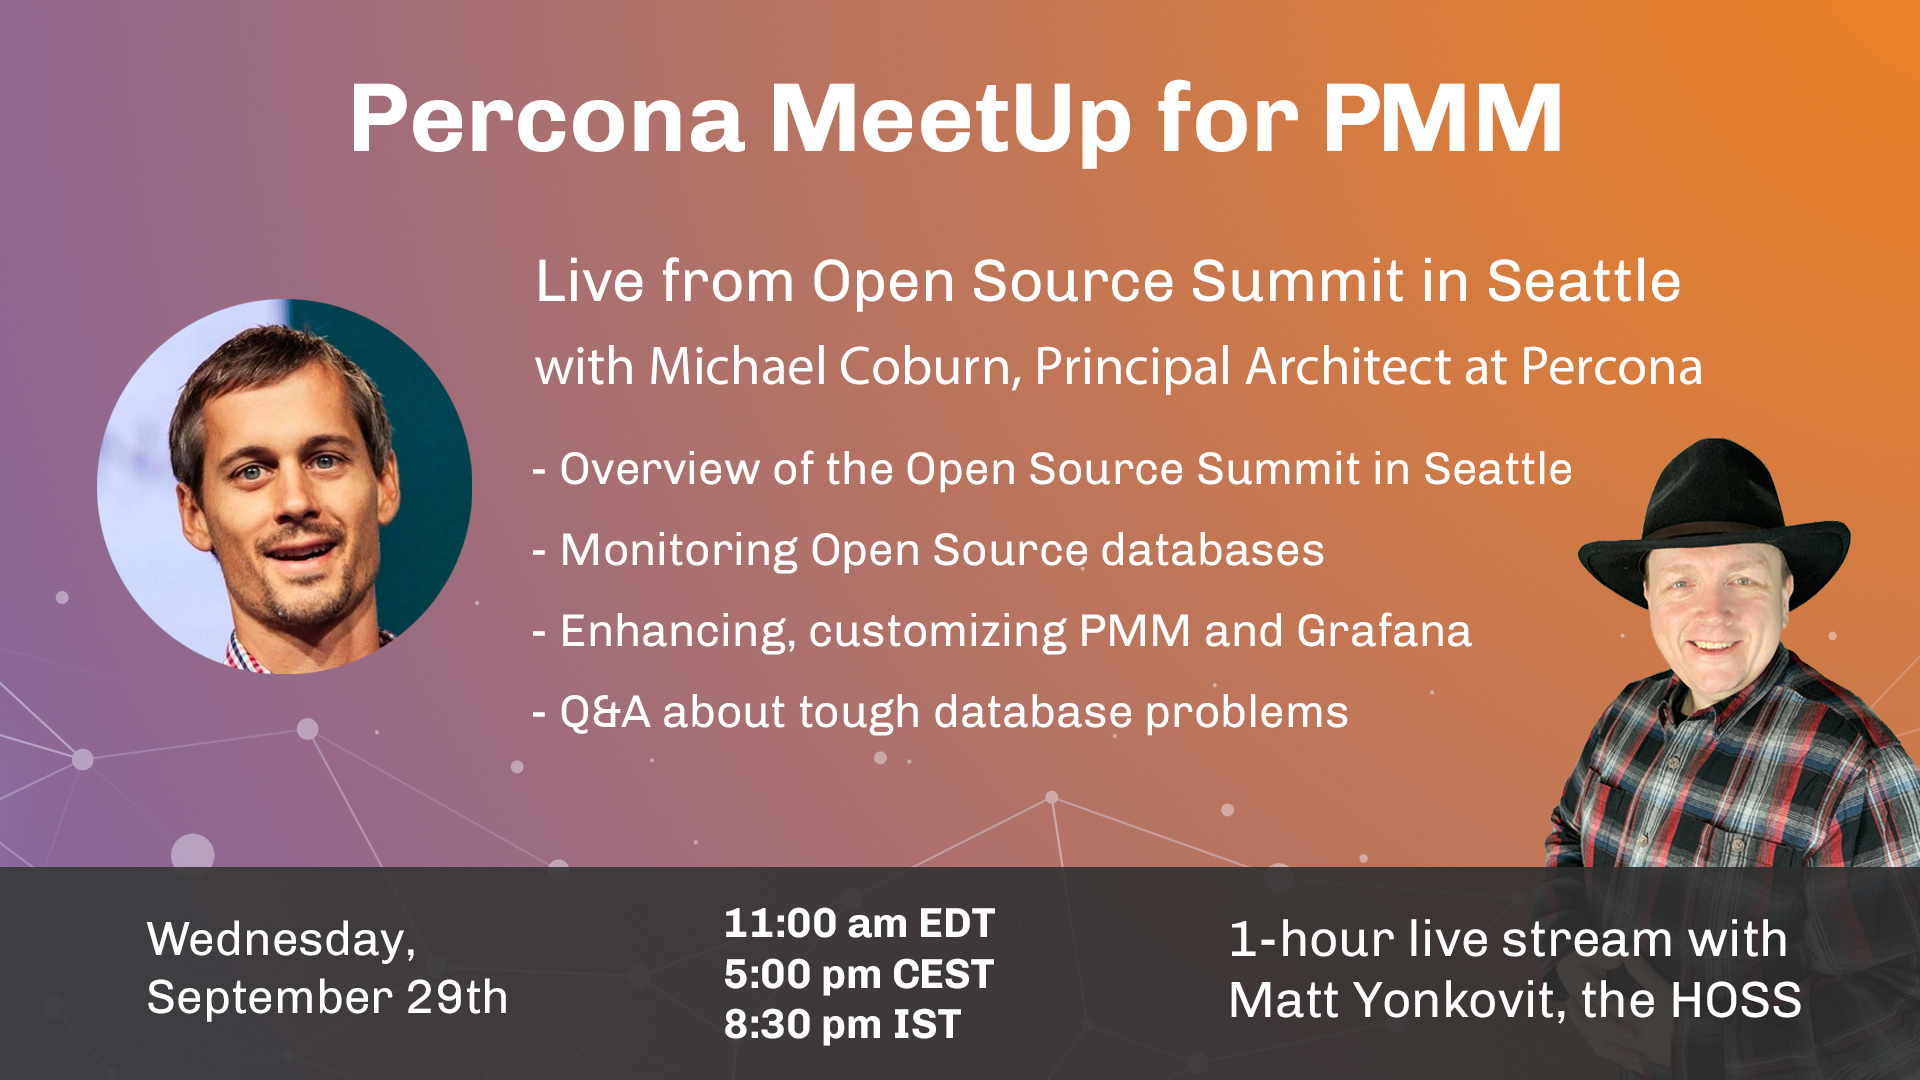 Percona MeetUp for PMM
Live from Open Source Summit in Seattle
with Michael Coburn, Principal Architect at Percona
- Overview of the Open Source Summit in Seattle
- Monitoring Open Source databases
- Enhancing, customizing PMM and Grafana
- Q&A about tough database problems
Wednesday,
September 29th
11:00 am EDT
5:00 pm CEST
8:30 pm IST
1-hour live stream with
Matt Yonkovit, the HOSS